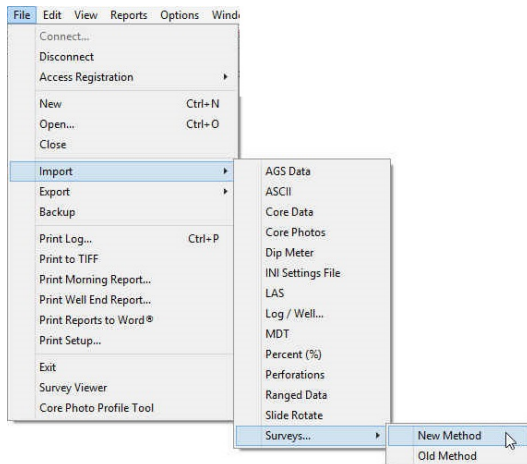 File Edit View Reports Options
Connect...
Disconnect
Access Registration
New Ctrl+N
Open... Ctrl+O
Close
Import
Export
Backup
Print Log... Ctrl+P
Print to TIFF
Print Morning Report...
Print Well End Report...
Print Reports to Word®
Print Setup...
Exit
Survey Viewer
Core Photo Profile Tool
AGS Data
ASCII
Core Data
Core Photos
Dip Meter
INI Settings File
LAS
Log / Well...
MDT
Percent (%)
Perforations
Ranged Data
Slide Rotate
Surveys...
New Method
Old Method